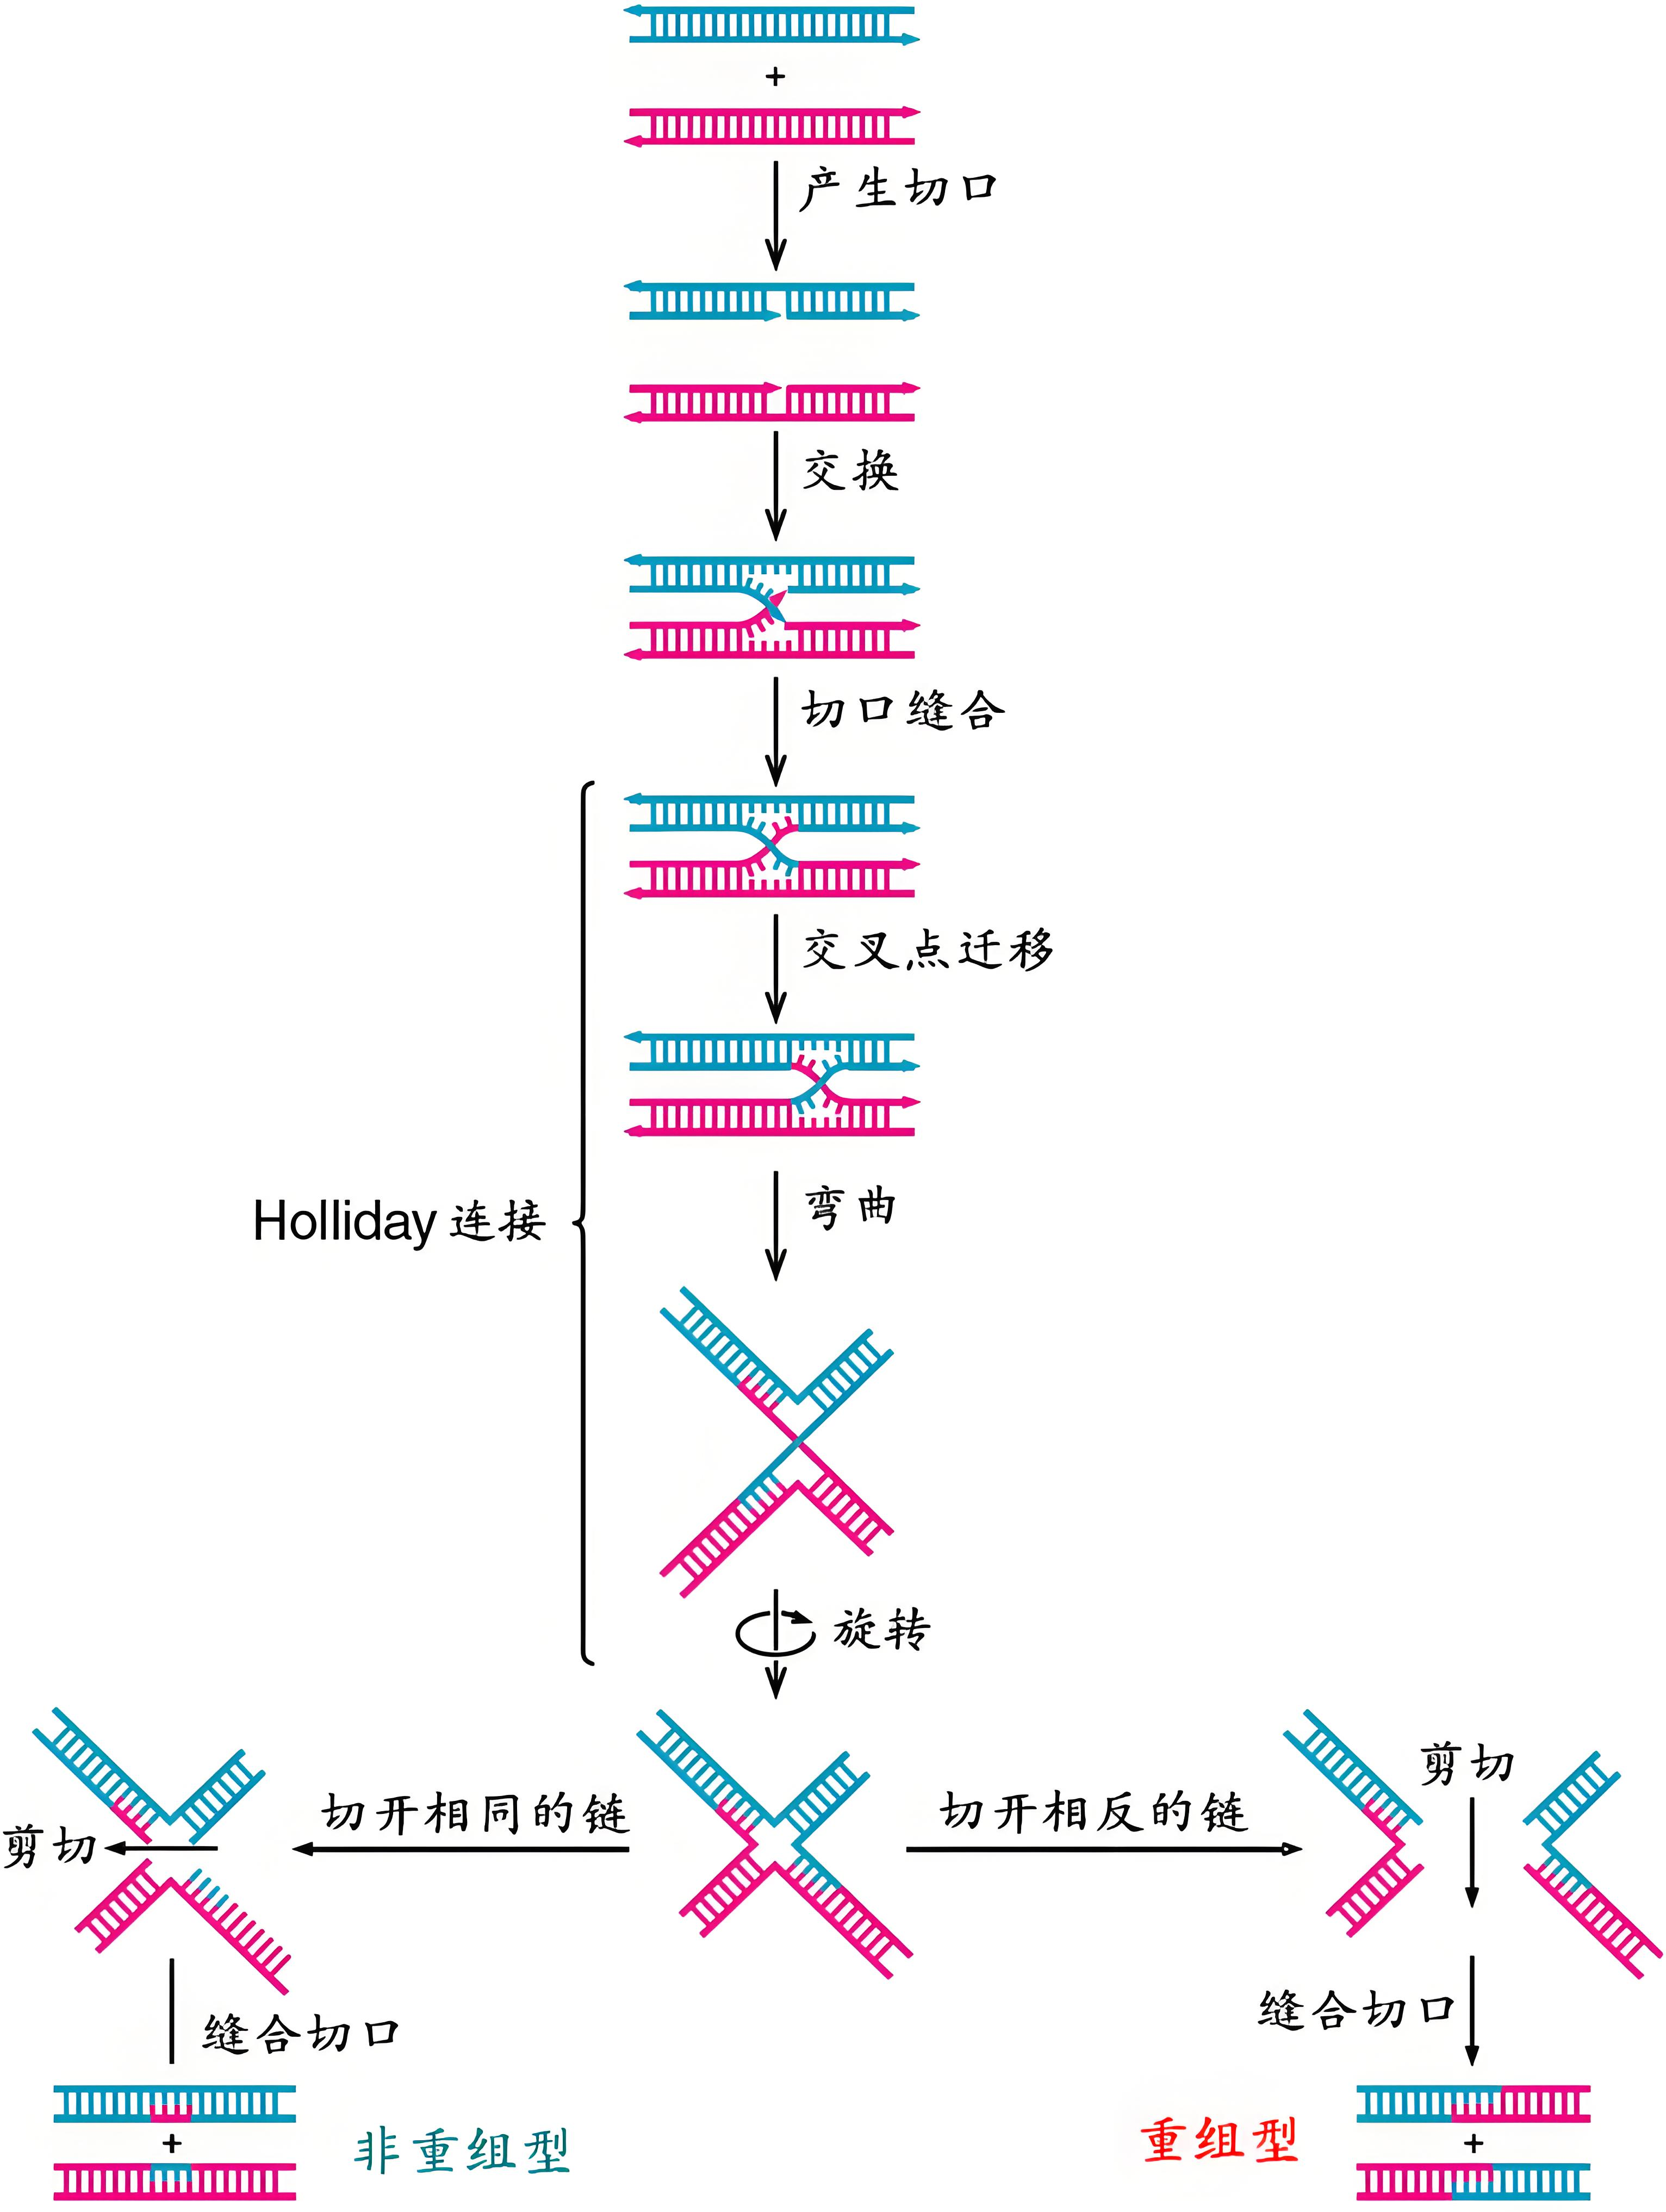 +
产生切口
交换
切口缝合
交叉点迁移
Holliday 连接
弯曲
旋转
剪切
切开相同的链
切开相反的链
剪切
缝合切口
缝合切口
+
非重组型
重组型
+